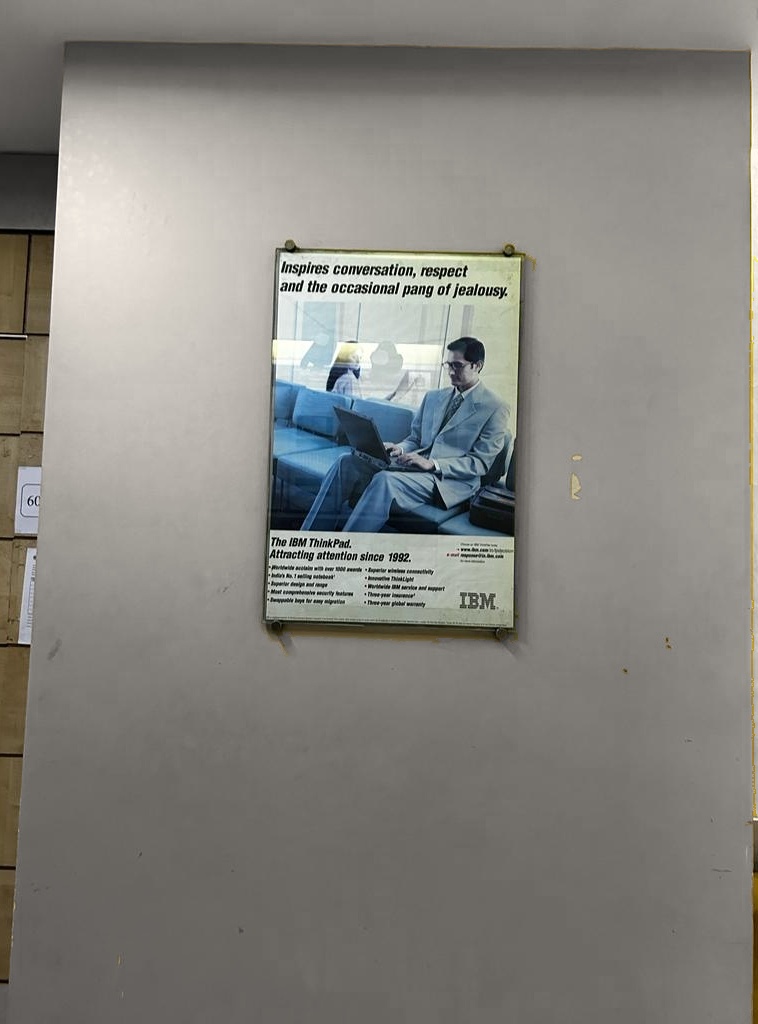 Inspires conversation, respect
and the occasional pang of jealousy.
The IBM ThinkPad.
Attracting attention since 1992.
• Worldwide acclaim with over 1000 awards
• India's No.1 selling notebook†
• Superior design and range
• Most comprehensive security features
• Swappable bays for easy migration
• Superior wireless connectivity
• Innovative ThinkLight
• Worldwide IBM service and support
• Three-year insurance*
• Three-year global warranty
IBM
60